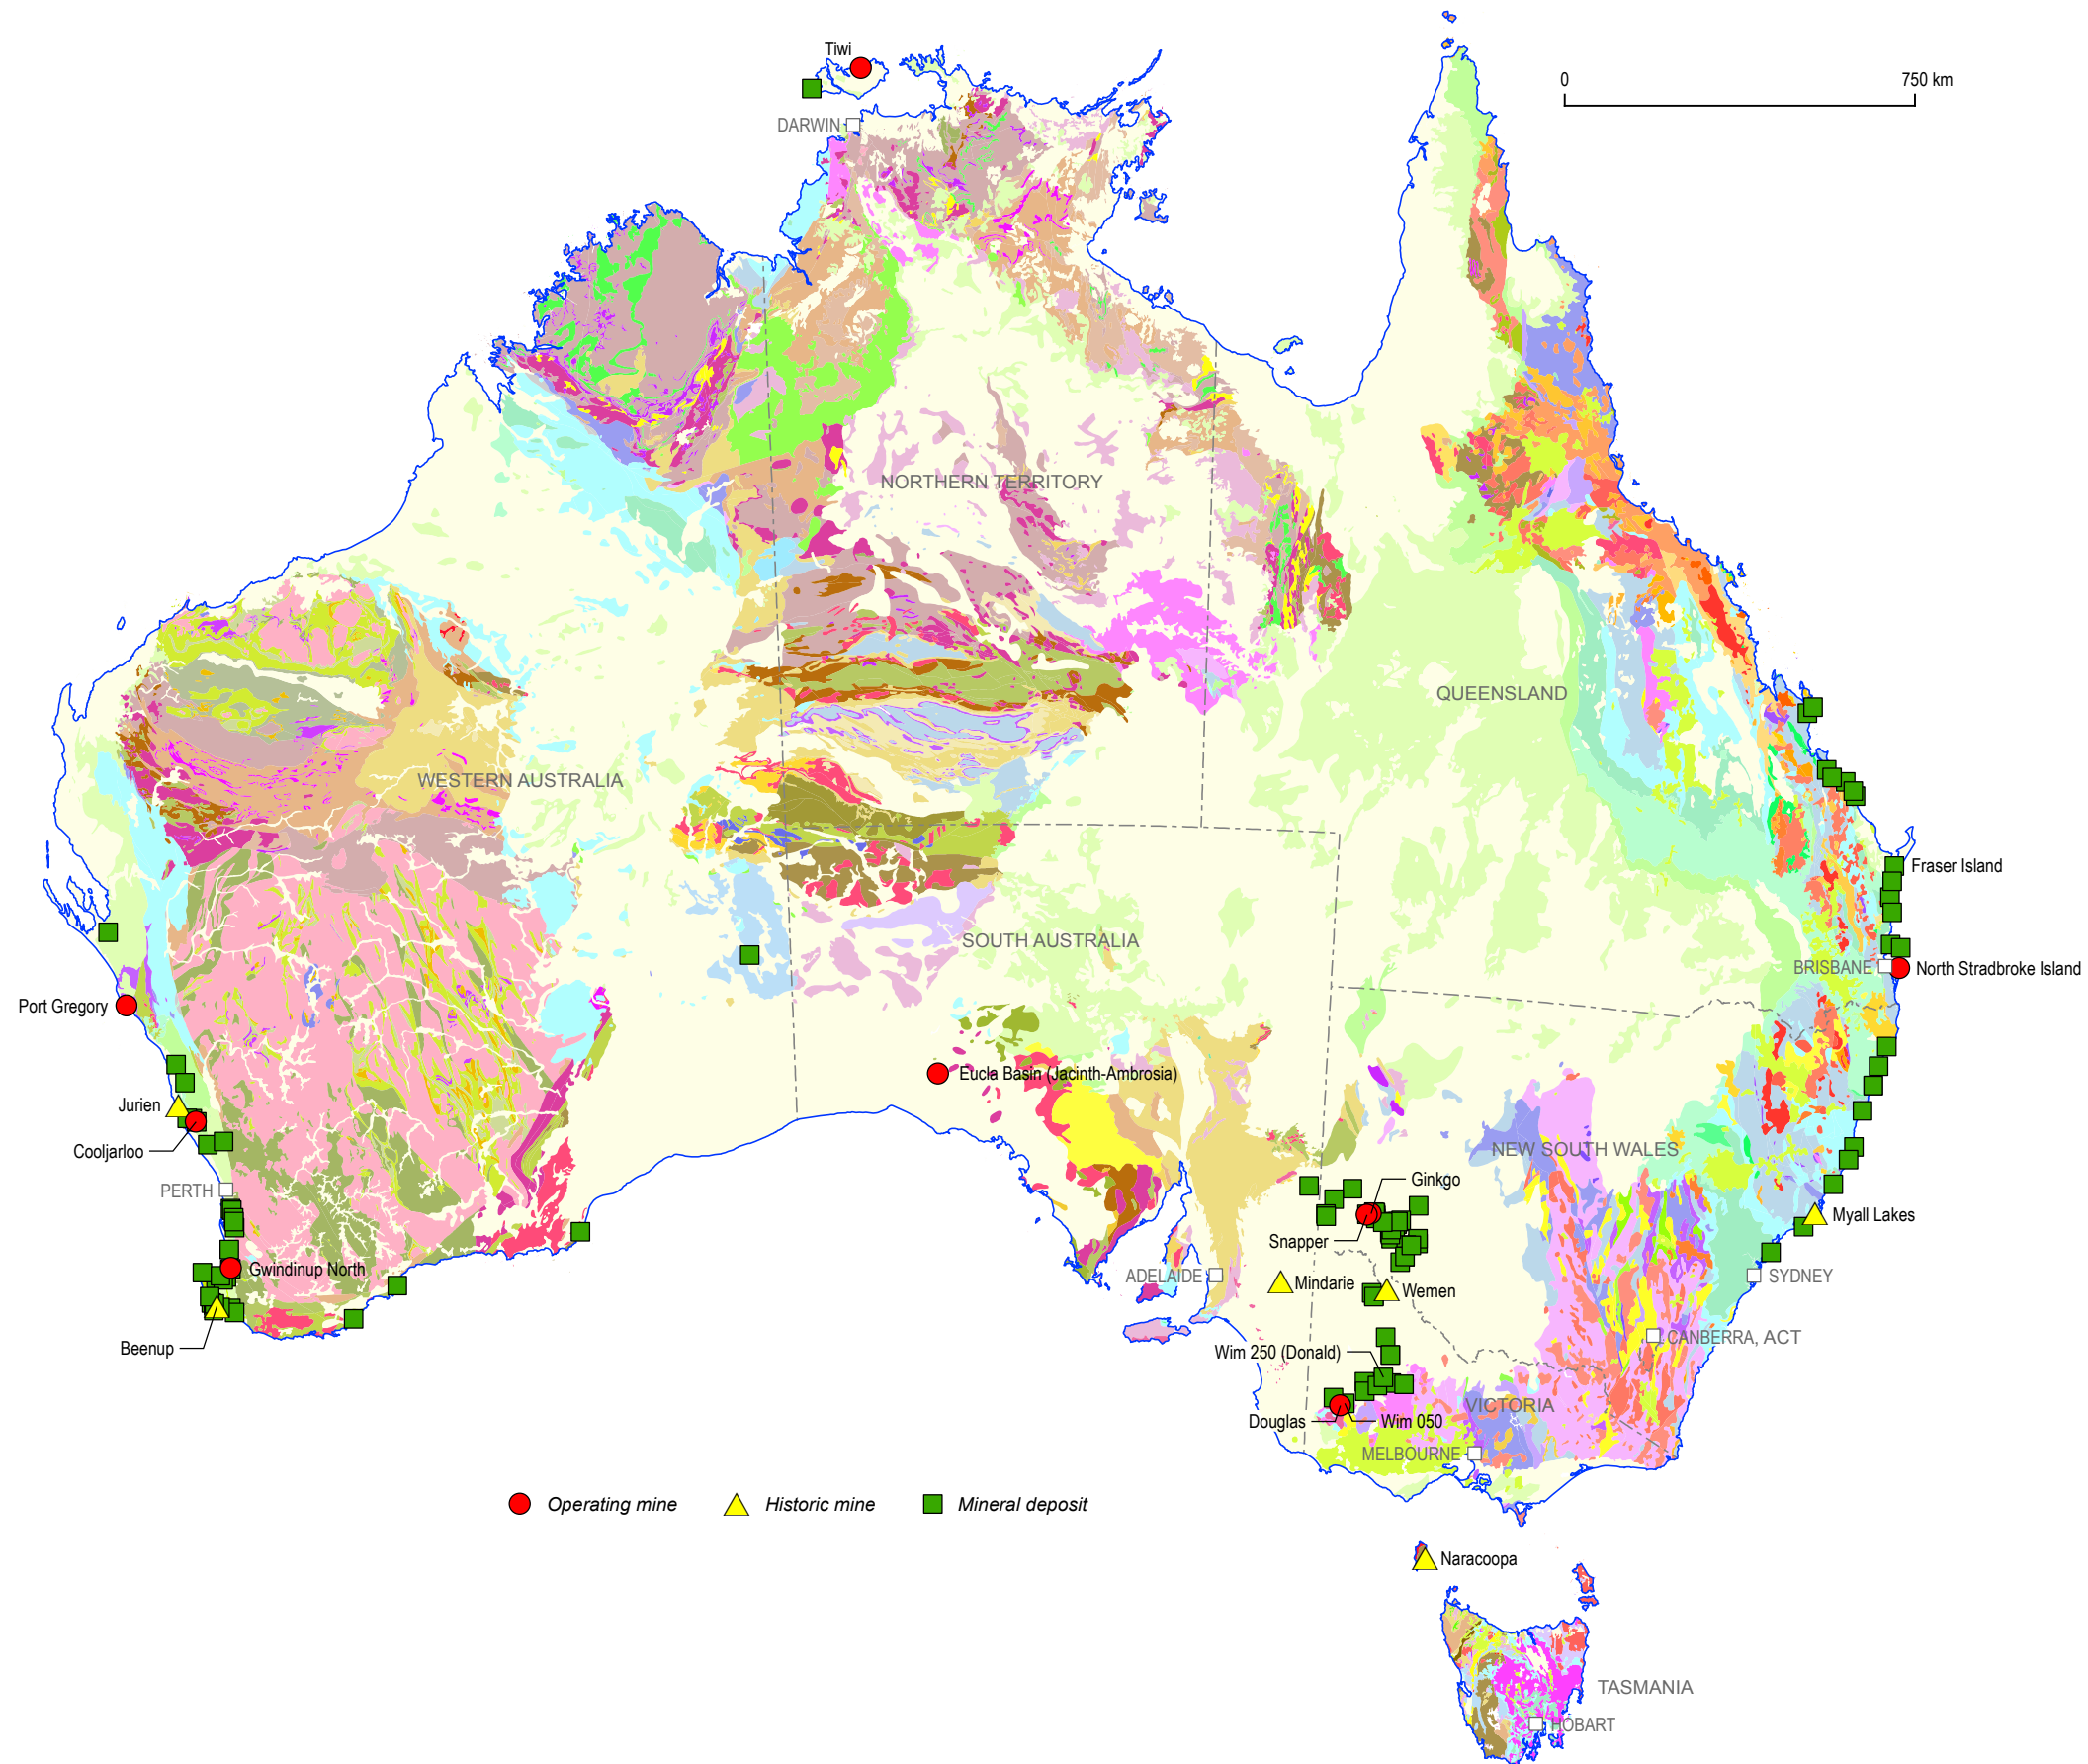 Tiwi
0 750 km
DARWIN
NORTHERN TERRITORY
QUEENSLAND
WESTERN AUSTRALIA
Fraser Island
SOUTH AUSTRALIA
BRISBANE
North Stradbroke Island
Port Gregory
Eucla Basin (Jacinth-Ambrosia)
Jurien
Cooljarloo
NEW SOUTH WALES
Ginkgo
PERTH
Myall Lakes
Snapper
Gwindinup North
ADELAIDE
Mindarie
SYDNEY
Wemen
CANBERRA, ACT
Beenup
Wim 250 (Donald)
VICTORIA
Douglas
Wim 050
MELBOURNE
Operating mine
Historic mine
Mineral deposit
Naracoopa
TASMANIA
HOBART